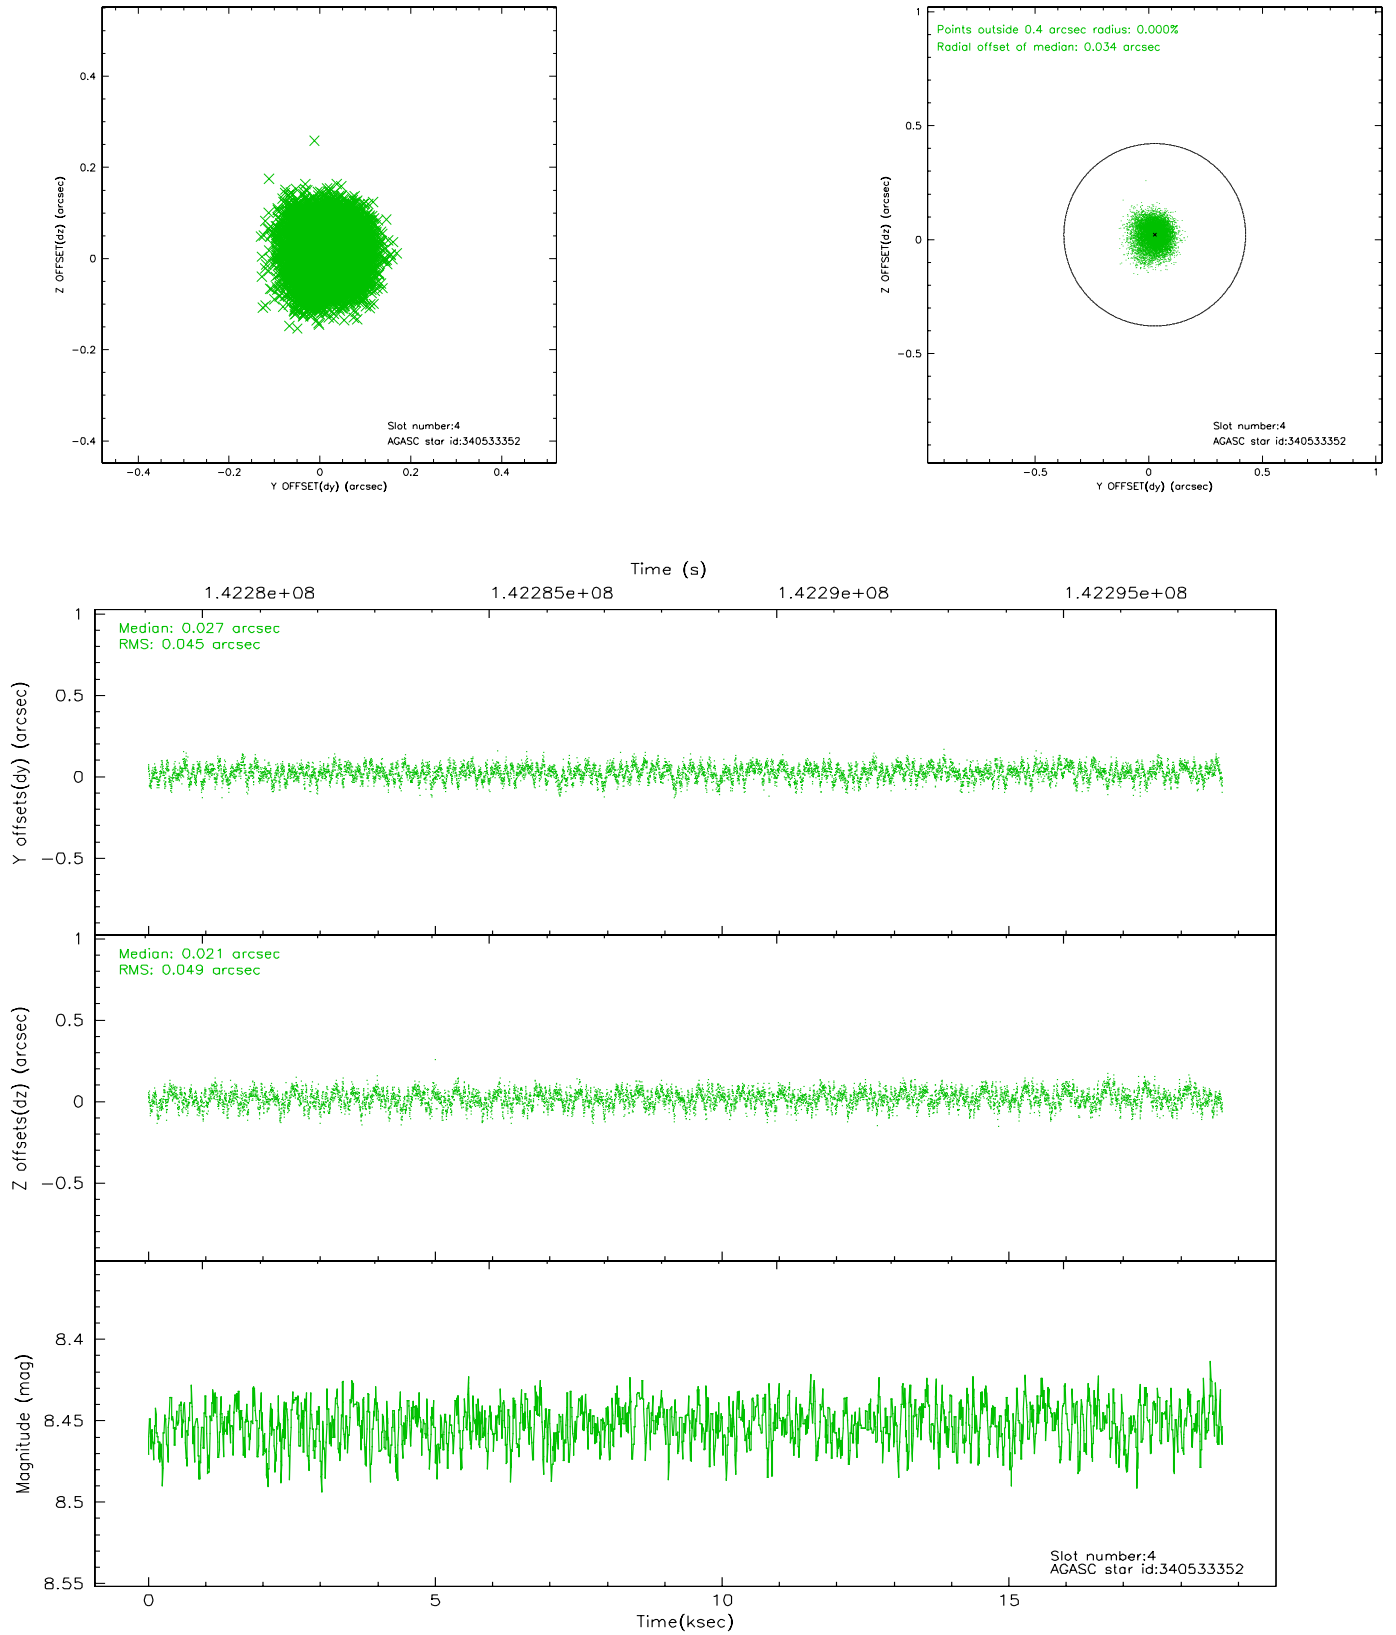 0.4
0.2
0
−0.2
−0.4
Z OFFSET(dz) (arcsec)
Slot number:4
AGASC star id:340533352
−0.4 −0.2 0 0.2 0.4
Y OFFSET(dy) (arcsec)
1
0.5
0
−0.5
Z OFFSET(dz) (arcsec)
Points outside 0.4 arcsec radius: 0.000%
Radial offset of median: 0.034 arcsec
Slot number:4
AGASC star id:340533352
−0.5 0 0.5 1
Y OFFSET(dy) (arcsec)
Time (s)
1.4228e+08 1.42285e+08 1.4229e+08 1.42295e+08
1
0.5
0
−0.5
Y offsets(dy) (arcsec)
Median: 0.027 arcsec
RMS: 0.045 arcsec
1
0.5
0
−0.5
Z offsets(dz) (arcsec)
Median: 0.021 arcsec
RMS: 0.049 arcsec
8.4
8.45
8.5
8.55
Magnitude (mag)
Slot number:4
AGASC star id:340533352
0 5 10 15
Time(ksec)